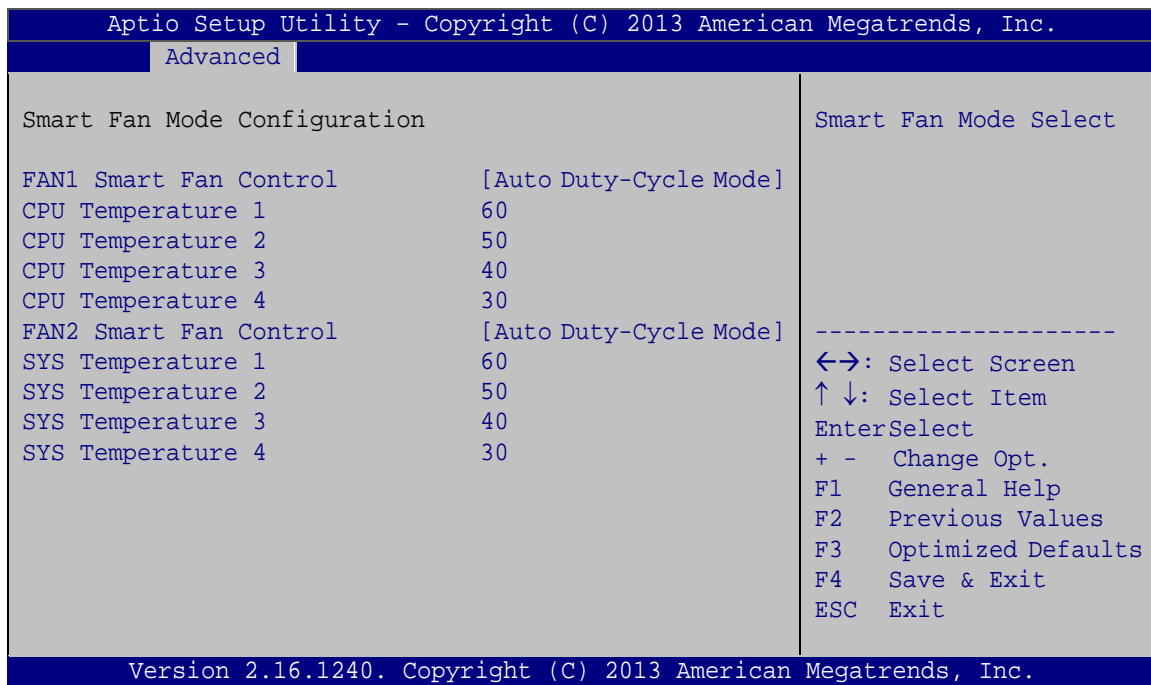 Aptio Setup Utility – Copyright (C) 2013 American Megatrends, Inc.
Advanced
Smart Fan Mode Configuration
FAN1 Smart Fan Control [Auto Duty-Cycle Mode]
CPU Temperature 1 60
CPU Temperature 2 50
CPU Temperature 3 40
CPU Temperature 4 30
FAN2 Smart Fan Control [Auto Duty-Cycle Mode]
SYS Temperature 1 60
SYS Temperature 2 50
SYS Temperature 3 40
SYS Temperature 4 30
Smart Fan Mode Select
---------------------
←→: Select Screen
↑ ↓: Select Item
EnterSelect
+ - Change Opt.
F1 General Help
F2 Previous Values
F3 Optimized Defaults
F4 Save & Exit
ESC Exit
Version 2.16.1240. Copyright (C) 2013 American Megatrends, Inc.